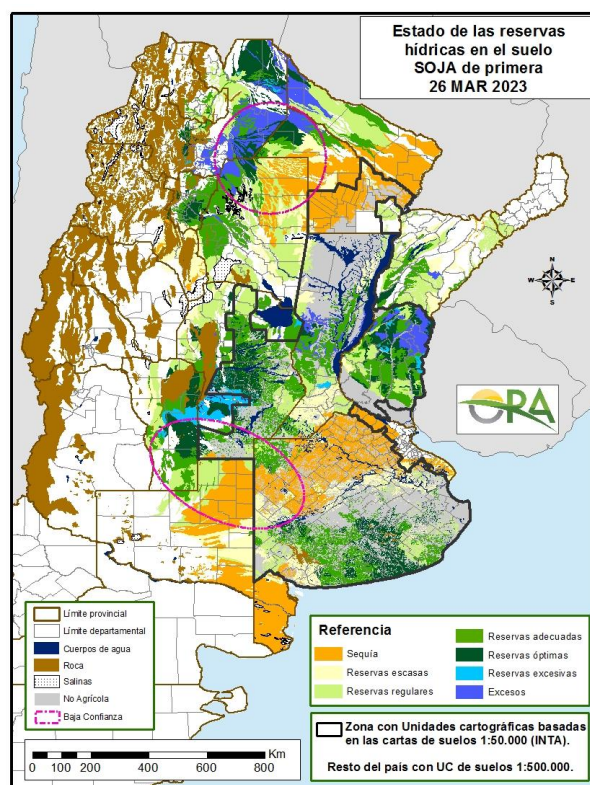 Estado de las reservas
hídricas en el suelo
SOJA de primera
26 MAR 2023
N
W
E
S
ORA
Límite provincial
Límite departamental
Cuerpos de agua
Roca
Salinas
No Agrícola
Baja Confianza
Referencia
Sequía
Reservas escasas
Reservas regulares
Reservas adecuadas
Reservas óptimas
Reservas excesivas
Excesos
Zona con Unidades cartográficas basadas
en las cartas de suelos 1:50.000 (INTA).
Resto del país con UC de suelos 1:500.000.
Km
0 100 200 400 600 800